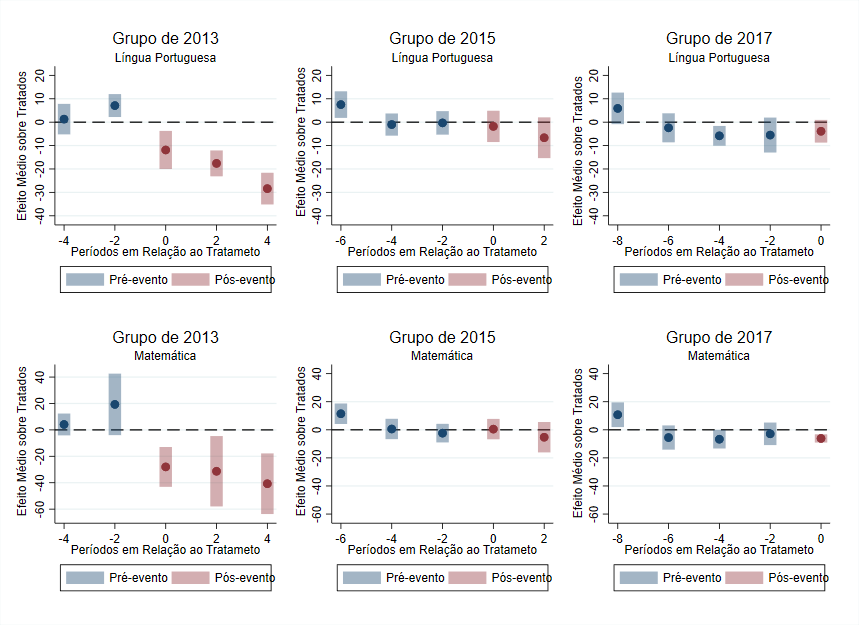 Grupo de 2013
Língua Portuguesa
Efeito Médio sobre Tratados
20
10
0
-10
-20
-30
-40
-4 -2 0 2 4
Períodos em Relação ao Tratameto
Pré-evento Pós-evento
Grupo de 2015
Língua Portuguesa
Efeito Médio sobre Tratados
20
10
0
-10
-20
-30
-40
-6 -4 -2 0 2
Períodos em Relação ao Tratameto
Pré-evento Pós-evento
Grupo de 2017
Língua Portuguesa
Efeito Médio sobre Tratados
20
10
0
-10
-20
-30
-40
-8 -6 -4 -2 0
Períodos em Relação ao Tratameto
Pré-evento Pós-evento
Grupo de 2013
Matemática
Efeito Médio sobre Tratados
40
20
0
-20
-40
-60
-4 -2 0 2 4
Períodos em Relação ao Tratameto
Pré-evento Pós-evento
Grupo de 2015
Matemática
Efeito Médio sobre Tratados
40
20
0
-20
-40
-60
-6 -4 -2 0 2
Períodos em Relação ao Tratameto
Pré-evento Pós-evento
Grupo de 2017
Matemática
Efeito Médio sobre Tratados
40
20
0
-20
-40
-60
-8 -6 -4 -2 0
Períodos em Relação ao Tratameto
Pré-evento Pós-evento